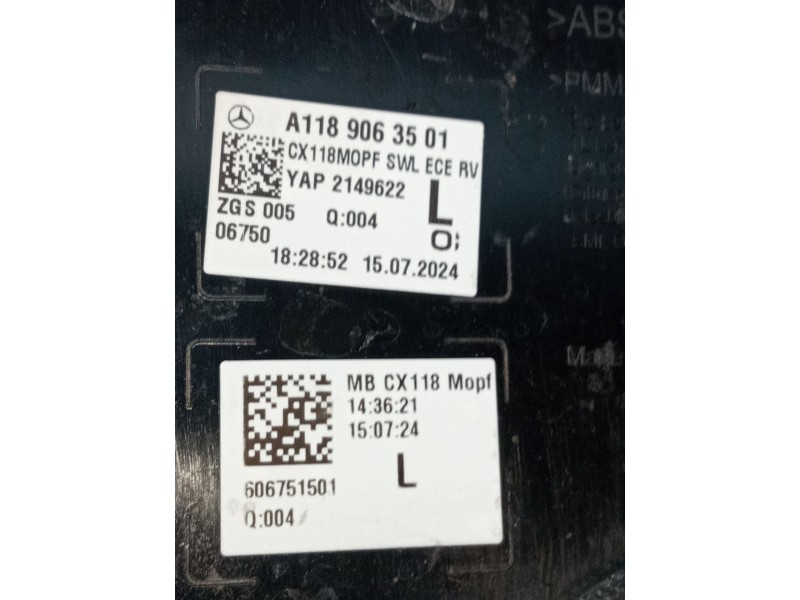 >ABS
>PMM
A118 906 35 01
CX118MOPF SWL ECE RV
YAP 2149622
L
ZGS 005 Q:004
06750
18:28:52 15.07.2024
MB CX118 Mopf
14:36:21
15:07:24
L
606751501
Q:004